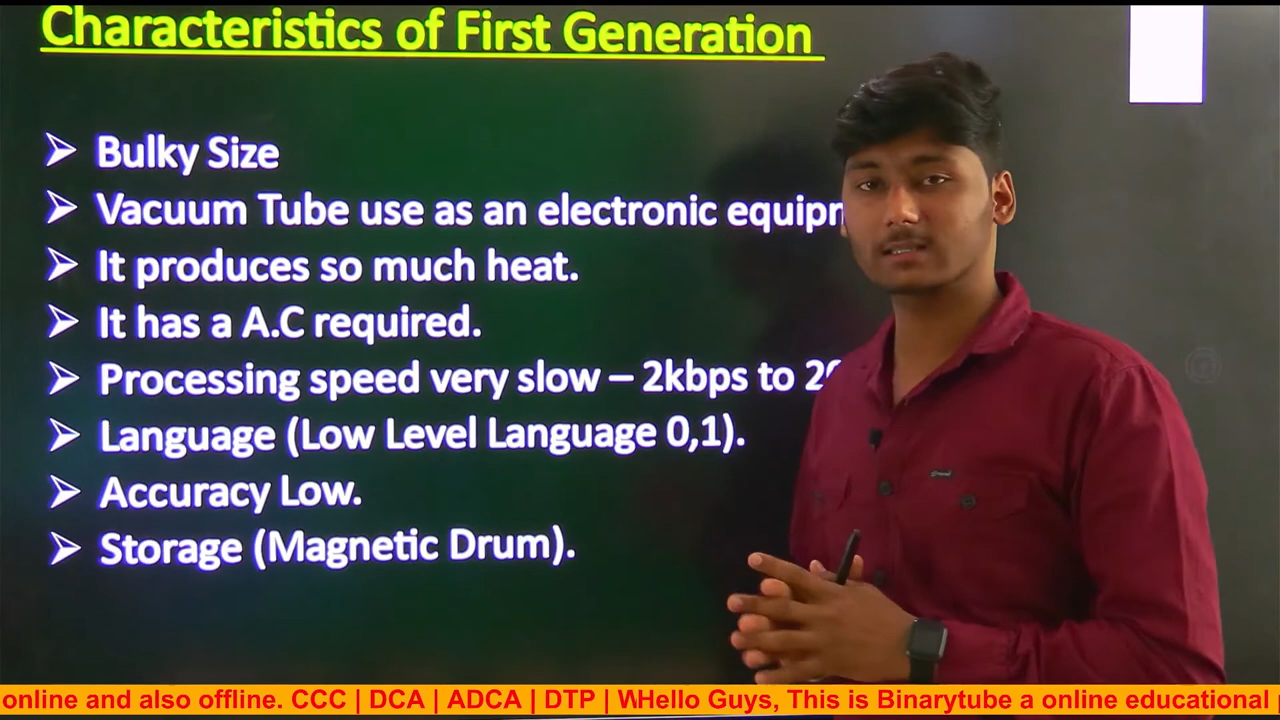 Characteristics of First Generation
Bulky Size
Vacuum Tube use as an electronic
It produces so much heat.
It has a A.C required.
Processing speed very slow – 2kbps to
Language (Low Level Language 0,1).
Accuracy Low.
Storage (Magnetic Drum).
online and also offline. CCC | DCA | ADCA | DTP | WHello Guys, This is Binarytube a online educational